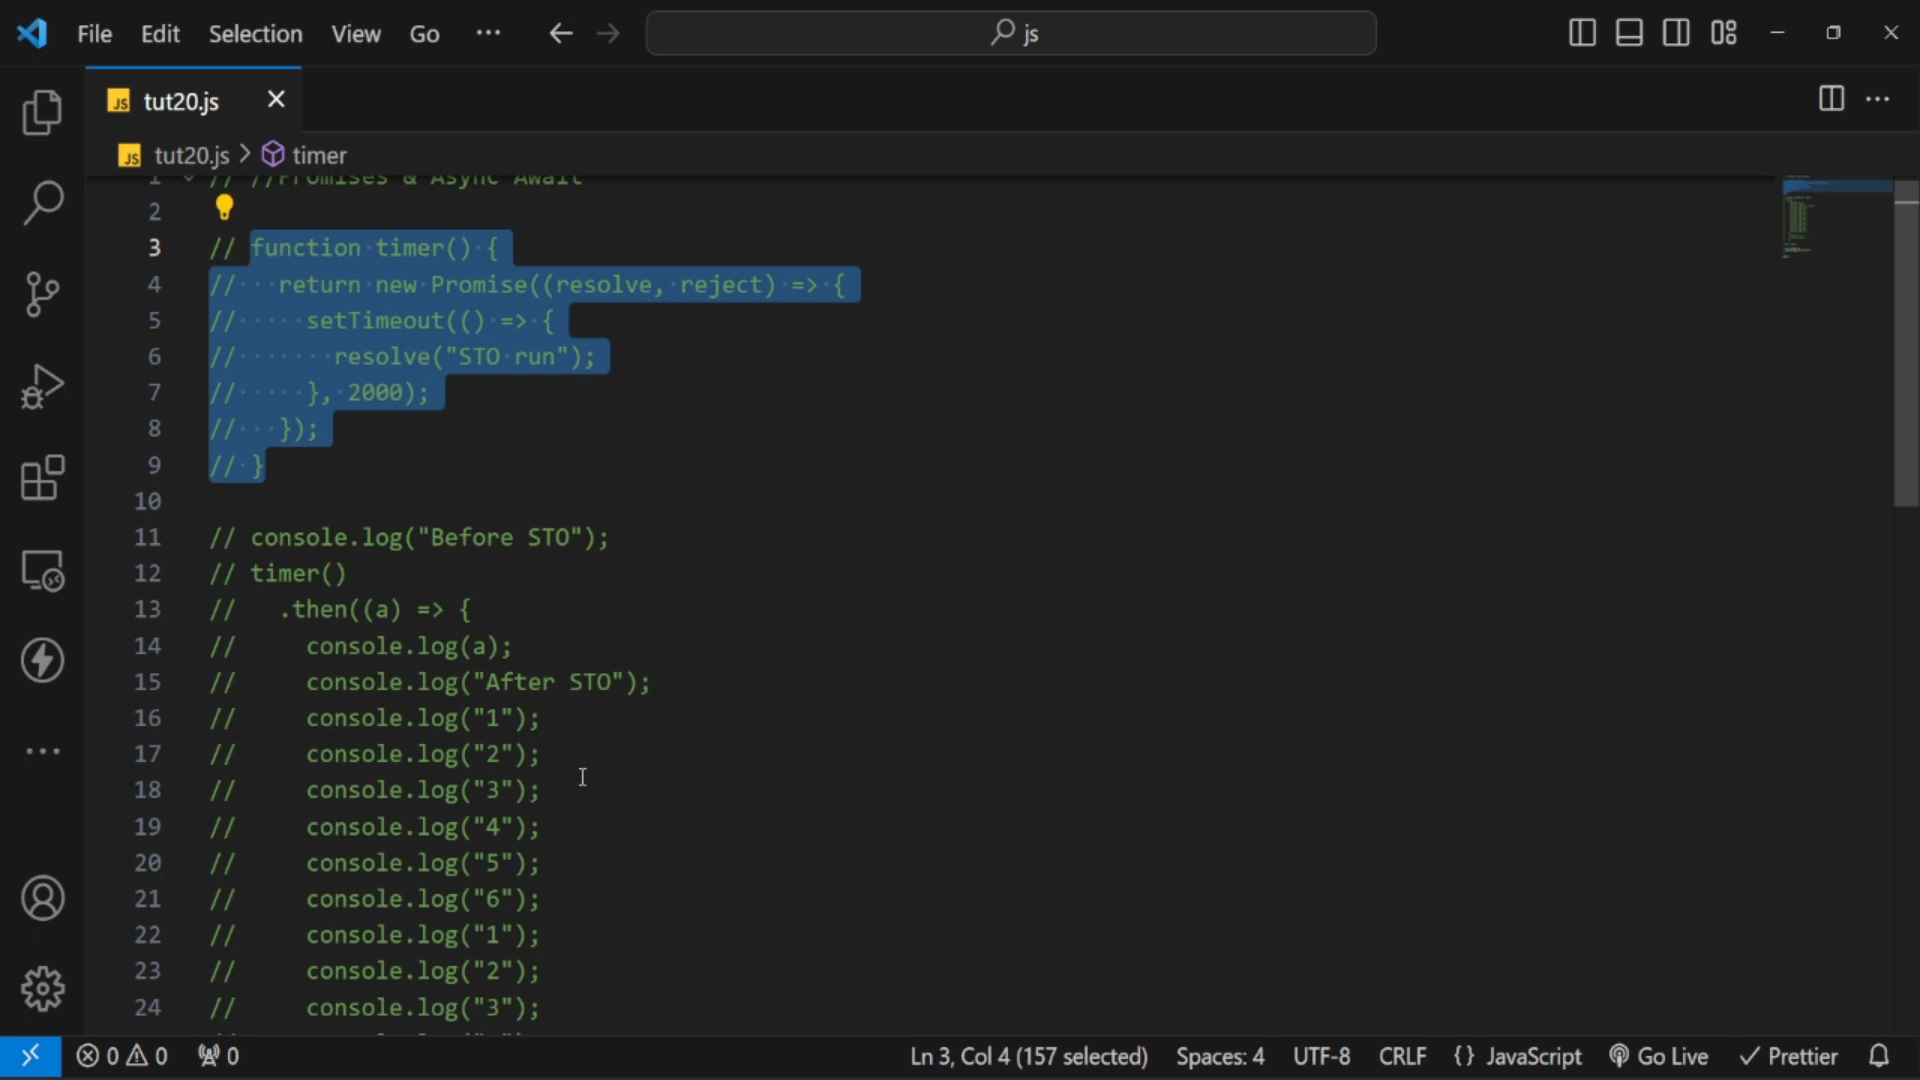 File Edit Selection View Go ··· js
JS tut20.js
JS tut20.js > timer
1 // //Promises & Async Await
2
3 // function timer() {
4 //   return new Promise((resolve, reject) => {
5 //     setTimeout(() => {
6 //       resolve("STO run");
7 //     }, 2000);
8 //   });
9 // }
10
11 // console.log("Before STO");
12 // timer()
13 //   .then((a) => {
14 //     console.log(a);
15 //     console.log("After STO");
16 //     console.log("1");
17 //     console.log("2");
18 //     console.log("3");
19 //     console.log("4");
20 //     console.log("5");
21 //     console.log("6");
22 //     console.log("1");
23 //     console.log("2");
24 //     console.log("3");
0 0 0 Ln 3, Col 4 (157 selected) Spaces: 4 UTF-8 CRLF {} JavaScript Go Live Prettier